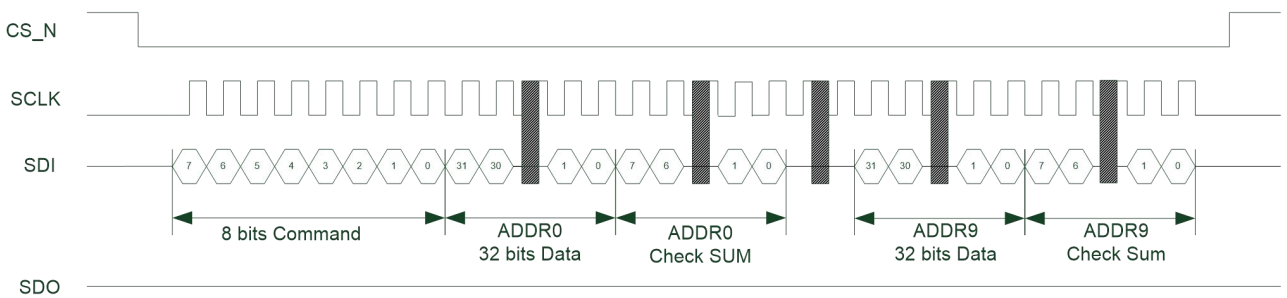 CS_N
SCLK
SDI
7 6 5 4 3 2 1 0 31 30 1 0 7 6 1 0 31 30 1 0 7 6 1 0
8 bits Command
ADDR0
32 bits Data
ADDR0
Check SUM
ADDR9
32 bits Data
ADDR9
Check Sum
SDO